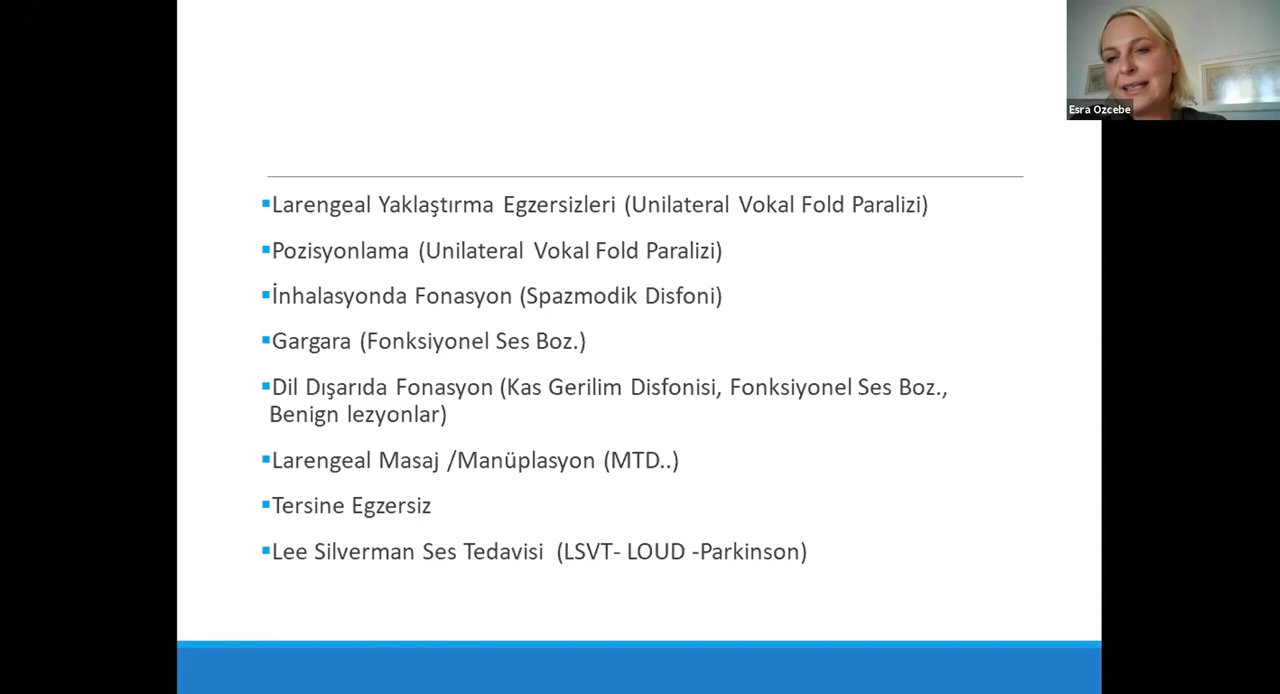 Esra Ozcebe
▪Larengeal Yaklaştırma Egzersizleri (Unilateral Vokal Fold Paralizi)
▪Pozisyonlama (Unilateral Vokal Fold Paralizi)
▪İnhalasyonda Fonasyon (Spazmodik Disfoni)
▪Gargara (Fonksiyonel Ses Boz.)
▪Dil Dışarıda Fonasyon (Kas Gerilim Disfonisi, Fonksiyonel Ses Boz.,
Benign lezyonlar)
▪Larengeal Masaj /Manüplasyon (MTD..)
▪Tersine Egzersiz
▪Lee Silverman Ses Tedavisi (LSVT- LOUD -Parkinson)